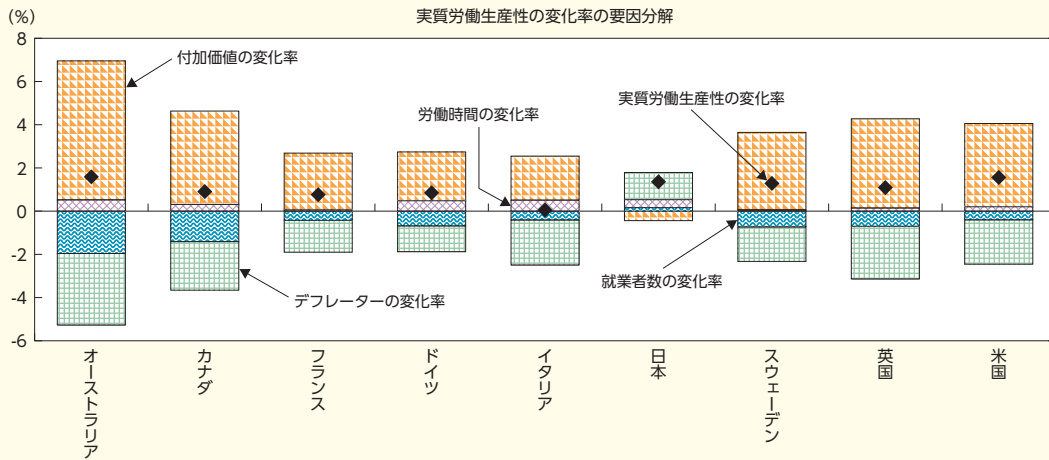 実質労働生産性の変化率の要因分解
(%)
8
6
4
2
0
-2
-4
-6
付加価値の変化率
労働時間の変化率
実質労働生産性の変化率
デフレーターの変化率
就業者数の変化率
オーストラリア
カナダ
フランス
ドイツ
イタリア
日本
スウェーデン
英国
米国